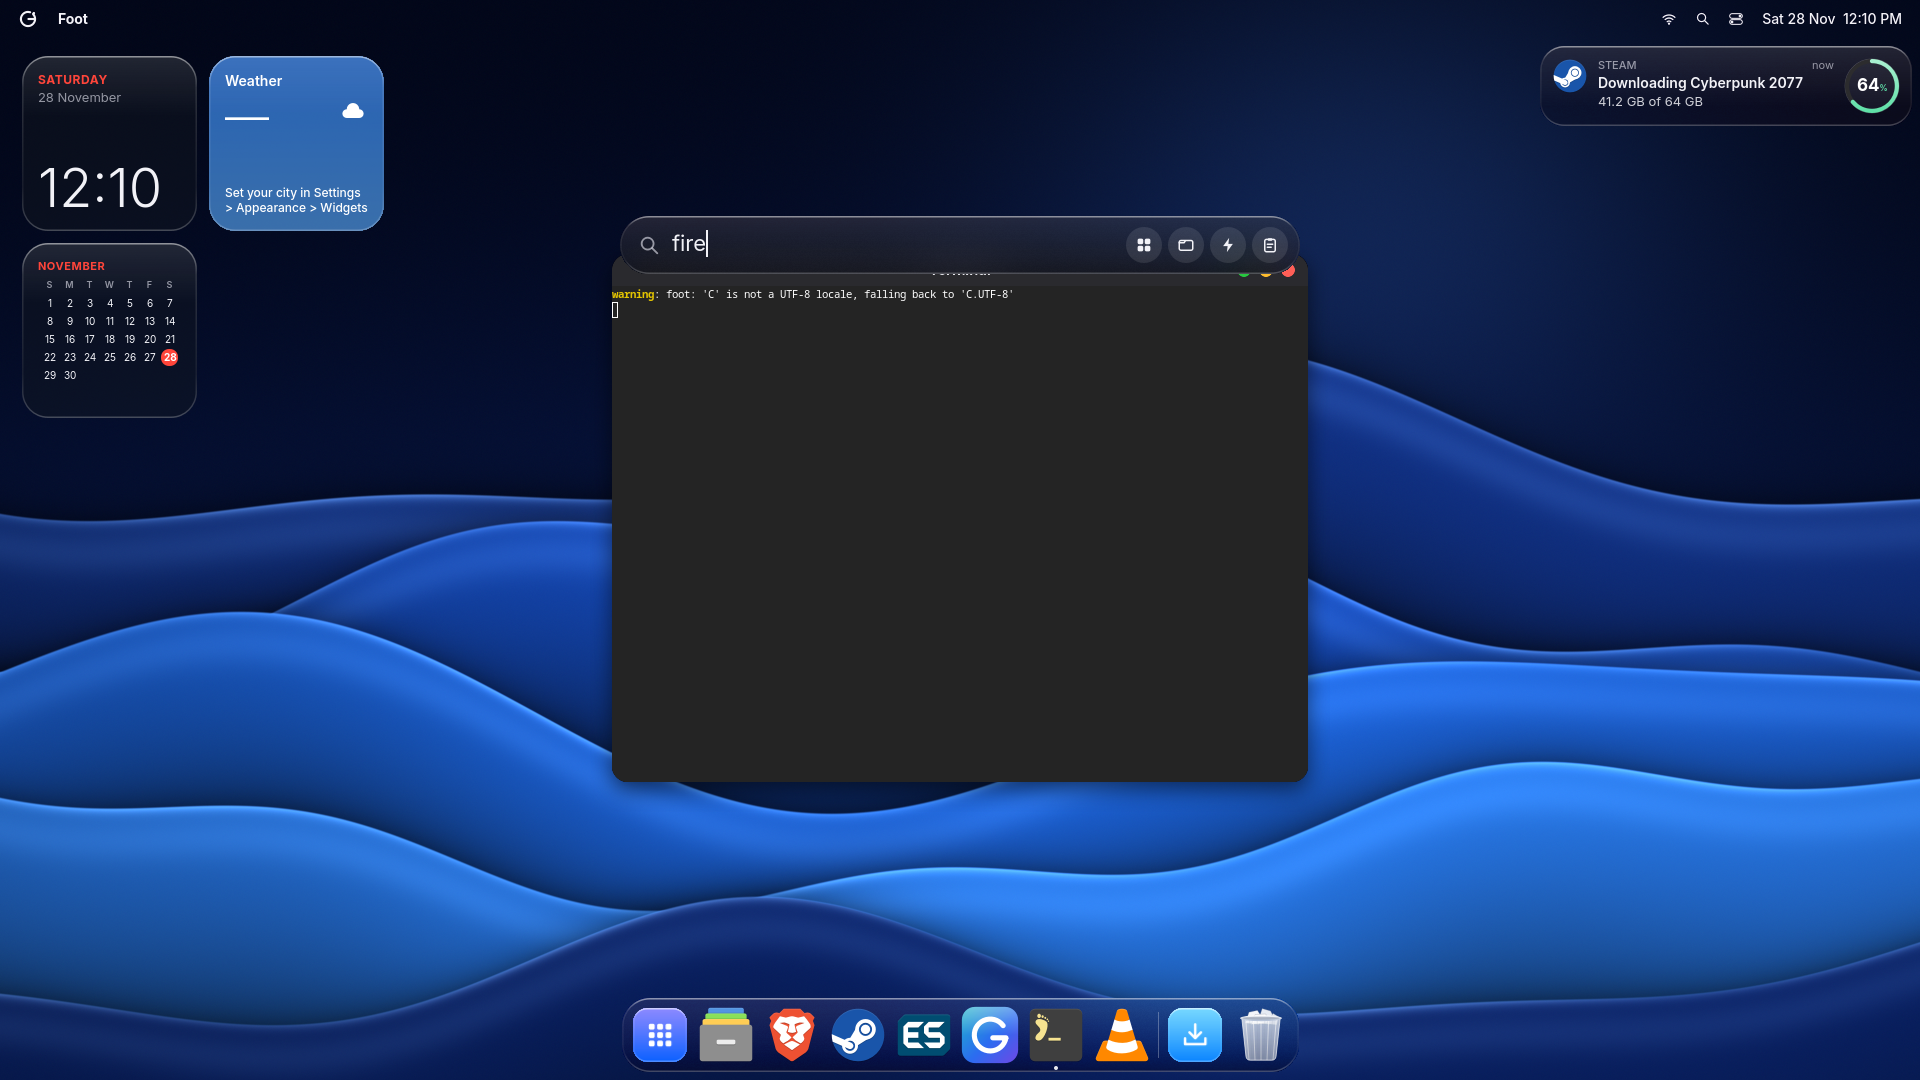 Foot
Sat 28 Nov 12:10 PM
SATURDAY
28 November
12:10
Weather
Set your city in Settings
> Appearance > Widgets
STEAM
now
Downloading Cyberpunk 2077
41.2 GB of 64 GB
64%
NOVEMBER
S M T W T F S
1 2 3 4 5 6 7
8 9 10 11 12 13 14
15 16 17 18 19 20 21
22 23 24 25 26 27 28
29 30
fire
warning: foot: 'C' is not a UTF-8 locale, falling back to 'C.UTF-8'
ES